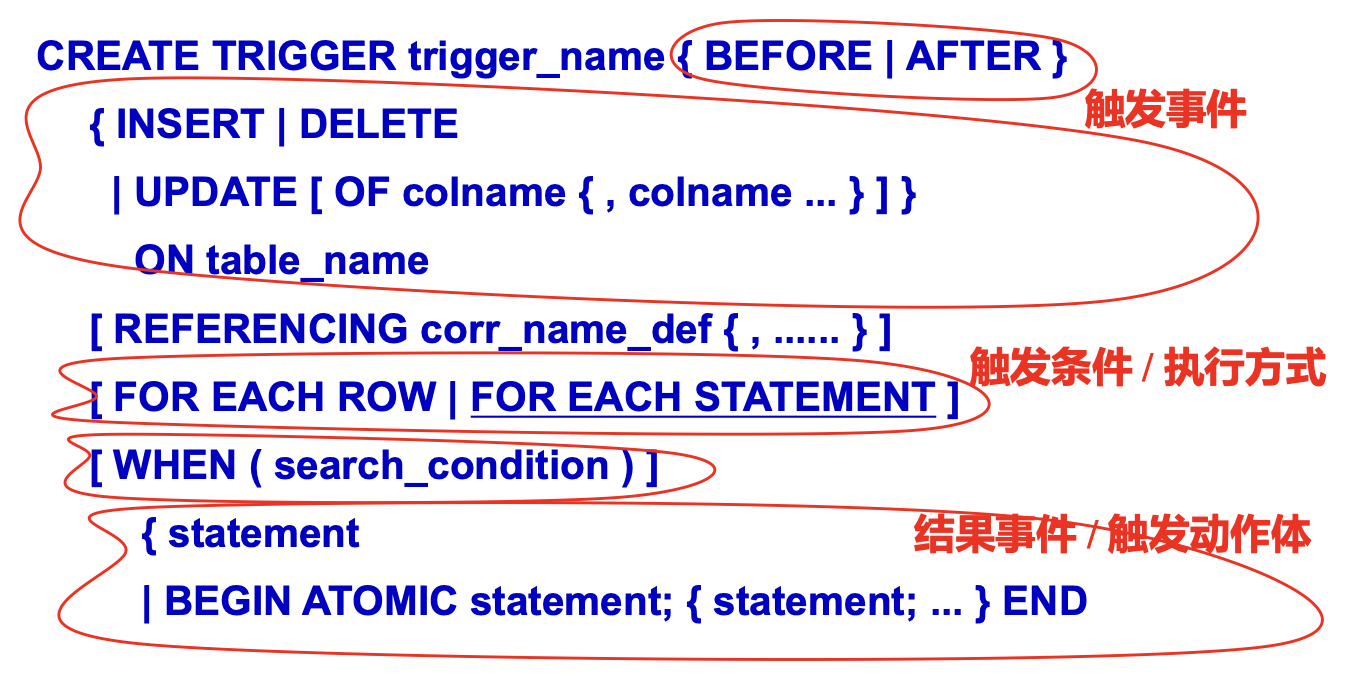 CREATE TRIGGER trigger_name { BEFORE | AFTER }
触发事件
{ INSERT | DELETE
| UPDATE [ OF colname { , colname ... } ] }
ON table_name
[ REFERENCING corr_name_def { , ...... } ]
触发条件 / 执行方式
[ FOR EACH ROW | FOR EACH STATEMENT ]
[ WHEN ( search_condition ) ]
{ statement
结果事件 / 触发动作体
| BEGIN ATOMIC statement; { statement; ... } END